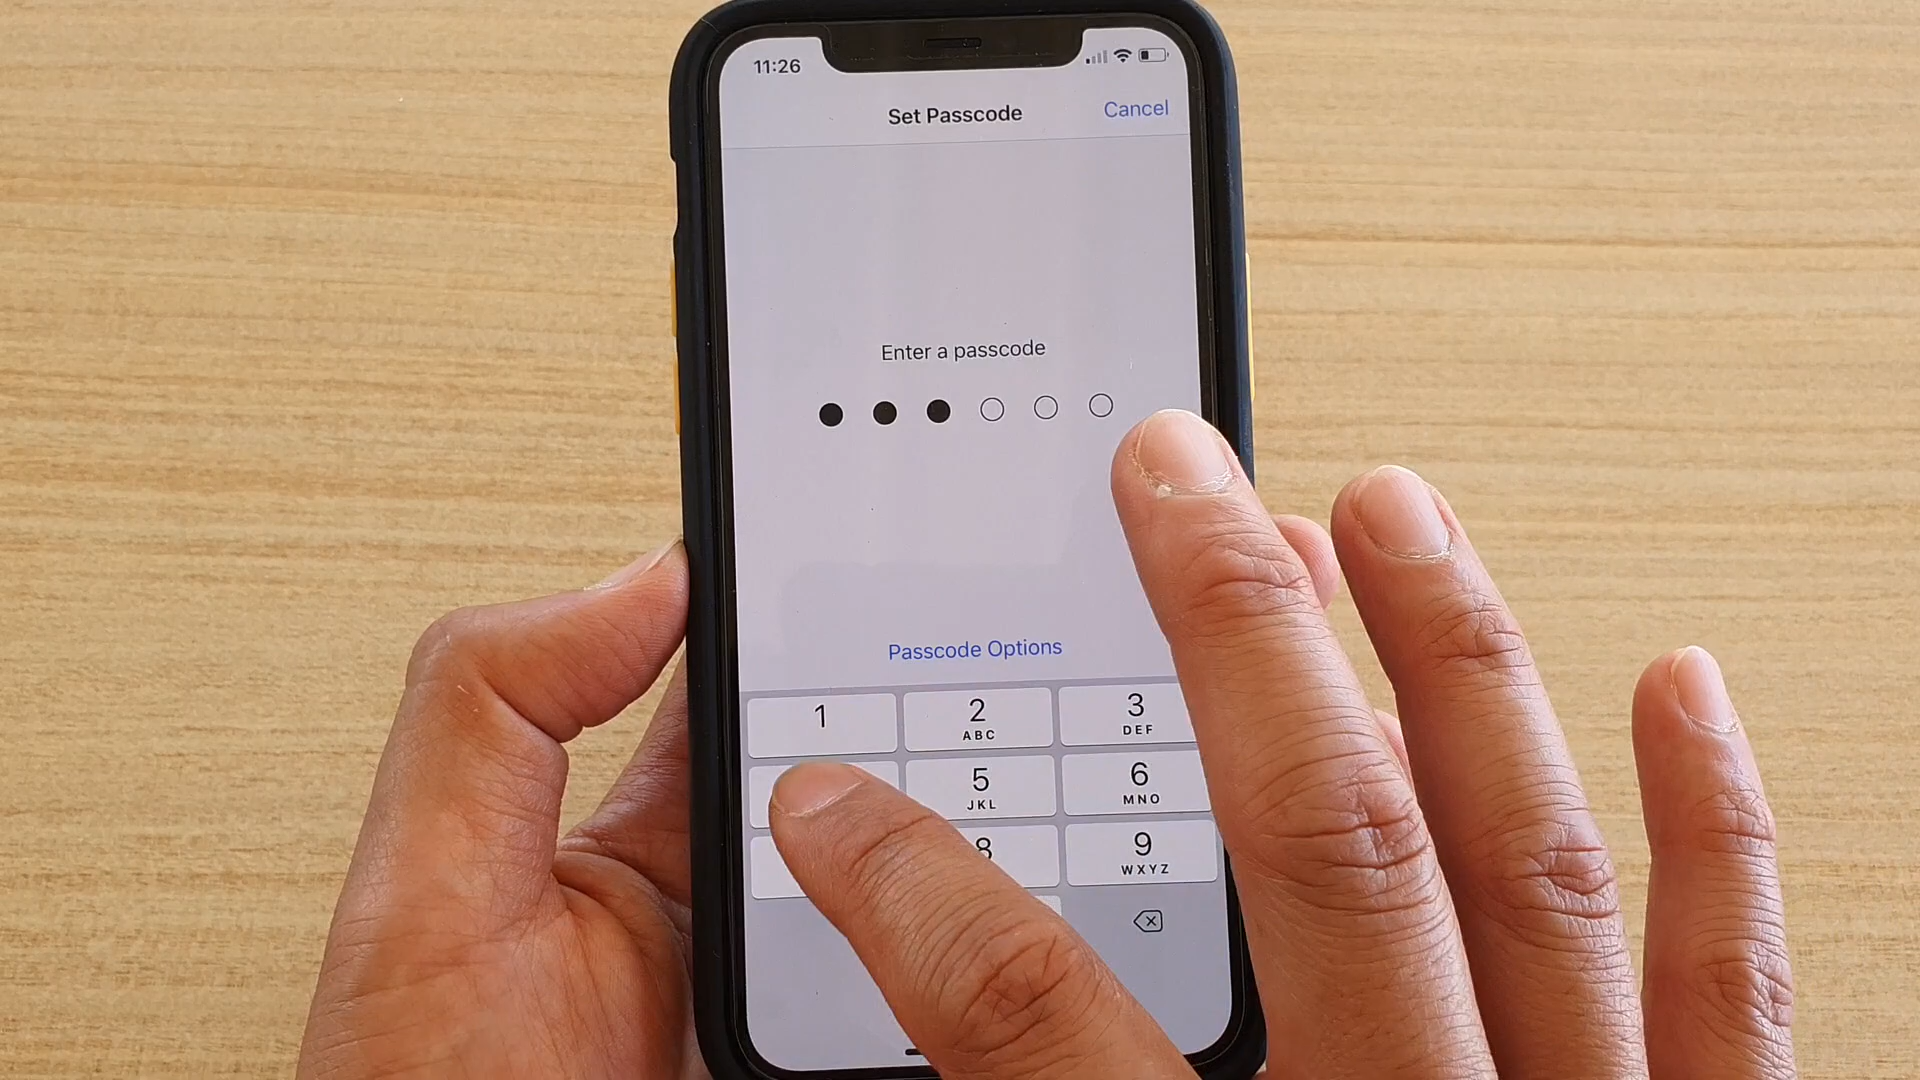 11:26
Set Passcode
Cancel
Enter a passcode
Passcode Options
1
2
ABC
3
DEF
5
JKL
6
MNO
8
9
WXYZ